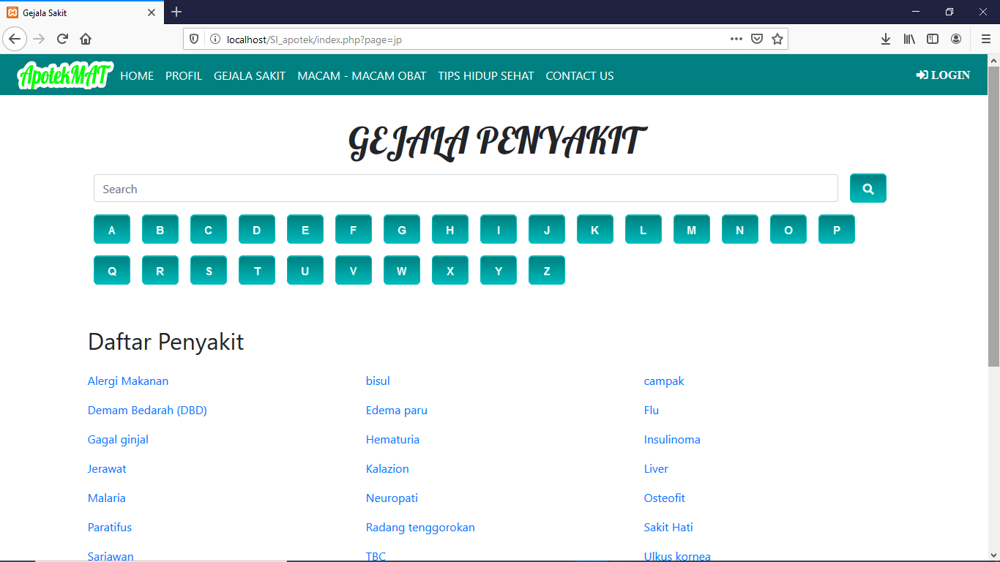 Gejala Sakit
localhost/SI_apotek/index.php?page=jp
ApotekMAT HOME PROFIL GEJALA SAKIT MACAM - MACAM OBAT TIPS HIDUP SEHAT CONTACT US LOGIN
GEJALA PENYAKIT
Search
A B C D E F G H I J K L M N O P
Q R S T U V W X Y Z
Daftar Penyakit
Alergi Makanan bisul campak
Demam Bedarah (DBD) Edema paru Flu
Gagal ginjal Hematuria Insulinoma
Jerawat Kalazion Liver
Malaria Neuropati Osteofit
Paratifus Radang tenggorokan Sakit Hati
Sariawan TBC Ulkus kornea